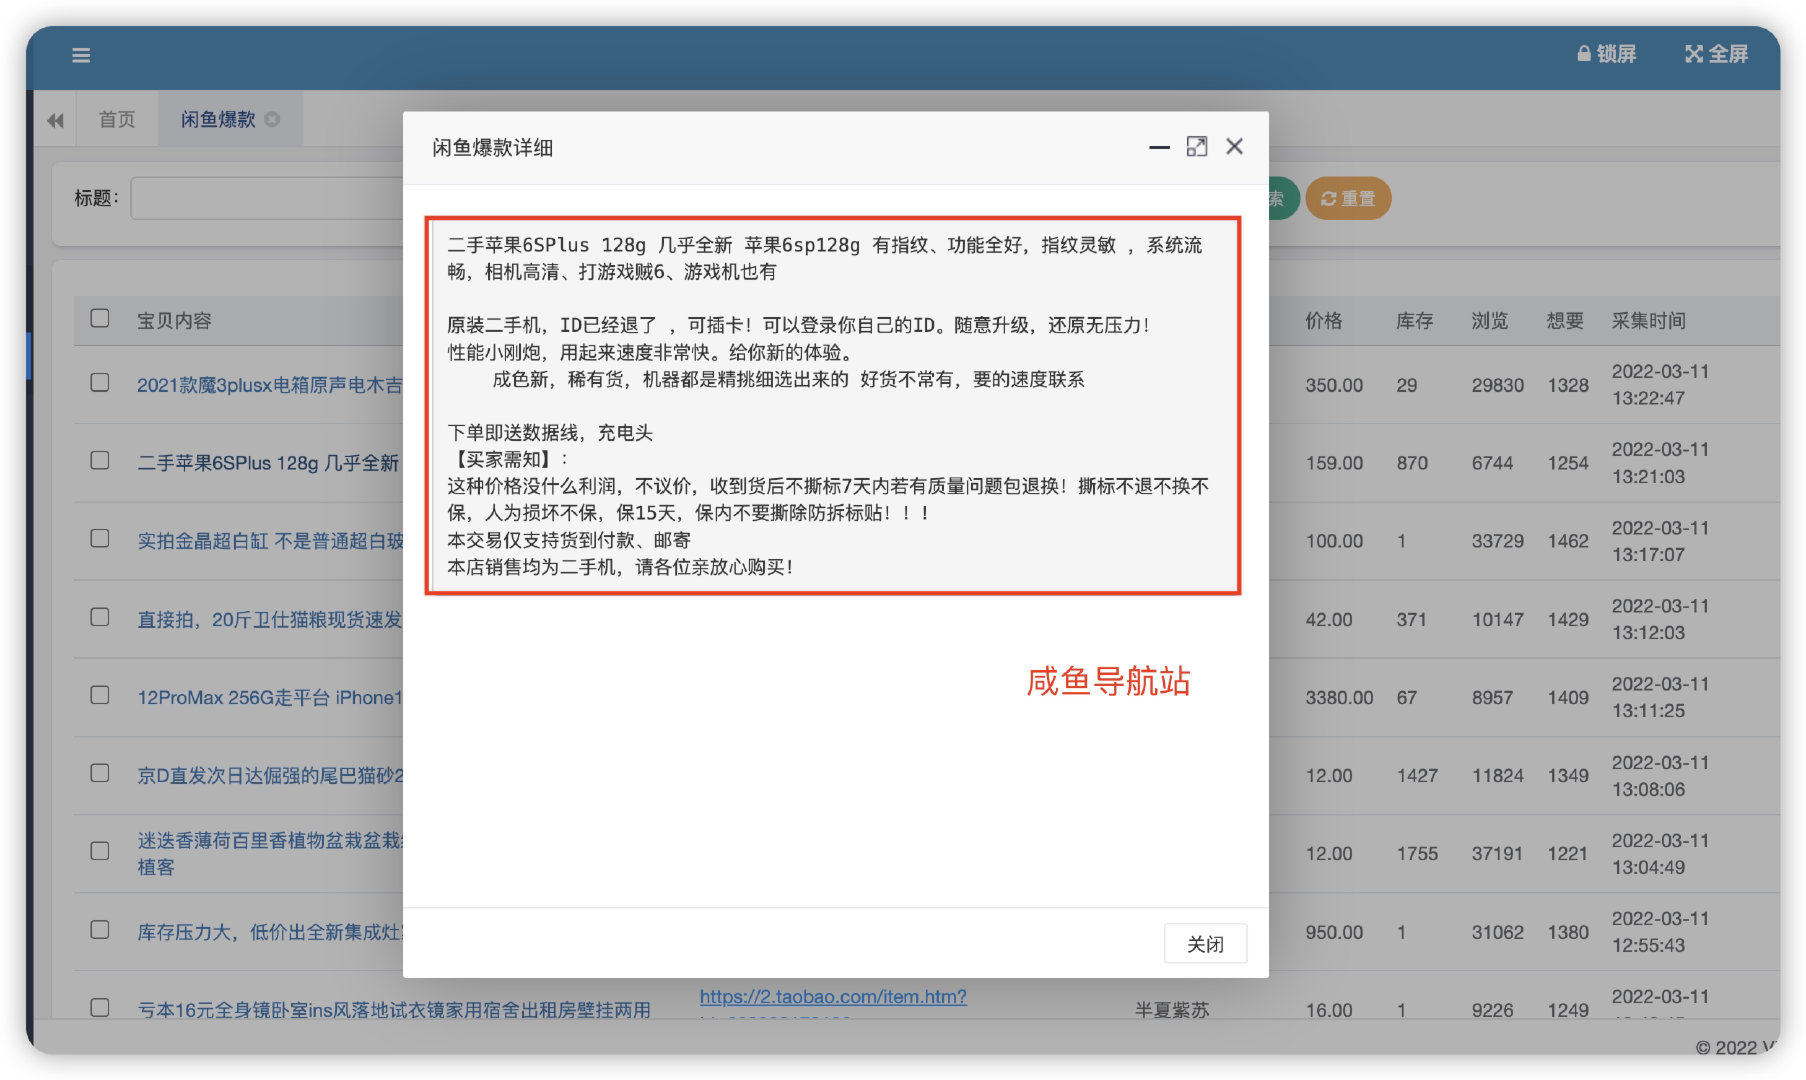 锁屏
全屏
首页
闲鱼爆款
闲鱼爆款详细
标题：
索
重置
二手苹果6SPlus 128g 几乎全新 苹果6sp128g 有指纹、功能全好，指纹灵敏 ，系统流
畅，相机高清、打游戏贼6、游戏机也有
原装二手机，ID已经退了 ，可插卡！可以登录你自己的ID。随意升级，还原无压力！
性能小刚炮，用起来速度非常快。给你新的体验。
成色新，稀有货，机器都是精挑细选出来的 好货不常有，要的速度联系
下单即送数据线，充电头
【买家需知】：
这种价格没什么利润，不议价，收到货后不撕标7天内若有质量问题包退换！撕标不退不换不
保，人为损坏不保，保15天，保内不要撕除防拆标贴！！！
本交易仅支持货到付款、邮寄
本店销售均为二手机，请各位亲放心购买！
咸鱼导航站
关闭
宝贝内容 价格 库存 浏览 想要 采集时间
2021款魔3plusx电箱原声电木吉 350.00 29 29830 1328 2022-03-11
13:22:47
二手苹果6SPlus 128g 几乎全新 159.00 870 6744 1254 2022-03-11
13:21:03
实拍金晶超白缸 不是普通超白玻 100.00 1 33729 1462 2022-03-11
13:17:07
直接拍，20斤卫仕猫粮现货速发 42.00 371 10147 1429 2022-03-11
13:12:03
12ProMax 256G走平台 iPhone1 3380.00 67 8957 1409 2022-03-11
13:11:25
京D直发次日达倔强的尾巴猫砂2 12.00 1427 11824 1349 2022-03-11
13:08:06
迷迭香薄荷百里香植物盆栽盆栽
植客 12.00 1755 37191 1221 2022-03-11
13:04:49
库存压力大，低价出全新集成灶 950.00 1 31062 1380 2022-03-11
12:55:43
亏本16元全身镜卧室ins风落地试衣镜家用宿舍出租房壁挂两用 https://2.taobao.com/item.htm? 半夏紫苏 16.00 1 9226 1249 2022-03-11
© 2022